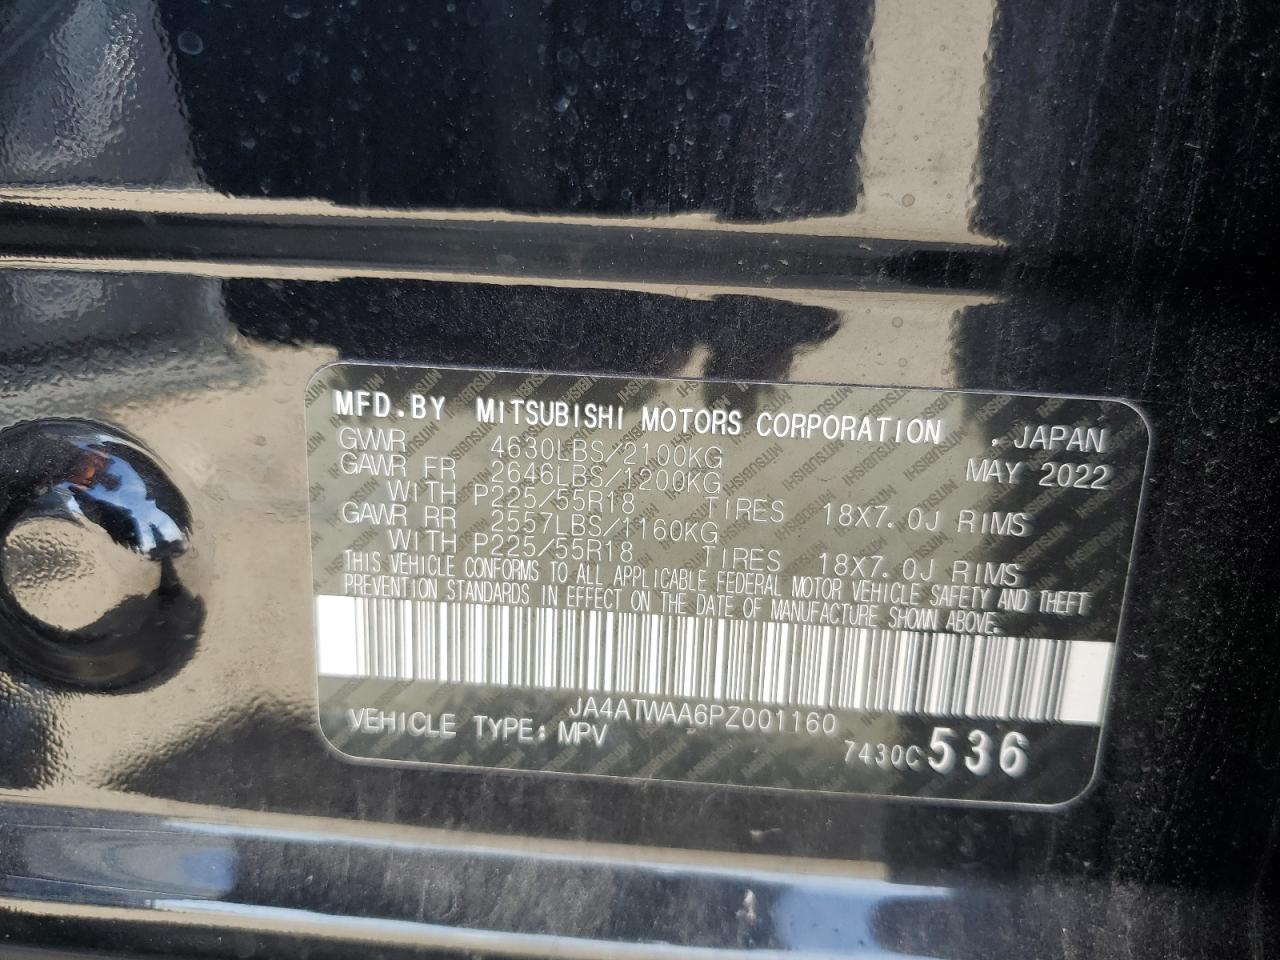 MFD.BY MITSUBISHI MOTORS CORPORATION . JAPAN
GWWR 4630LBS/2100KG MAY 2022
GAWR FR 2646LBS/1200KG
WITH P225/55R18 TIRES 18X7.0J RIMS
GAWR RR 2557LBS/1160KG
WITH P225/55R18 TIRES 18X7.0J RIMS
THIS VEHICLE CONFORMS TO ALL APPLICABLE FEDERAL MOTOR VEHICLE SAFETY AND THEFT
PREVENTION STANDARDS IN EFFECT ON THE DATE OF MANUFACTURE SHOWN ABOVE.
JA4ATWAA6PZ001160
VEHICLE TYPE: MPV
7430C 536